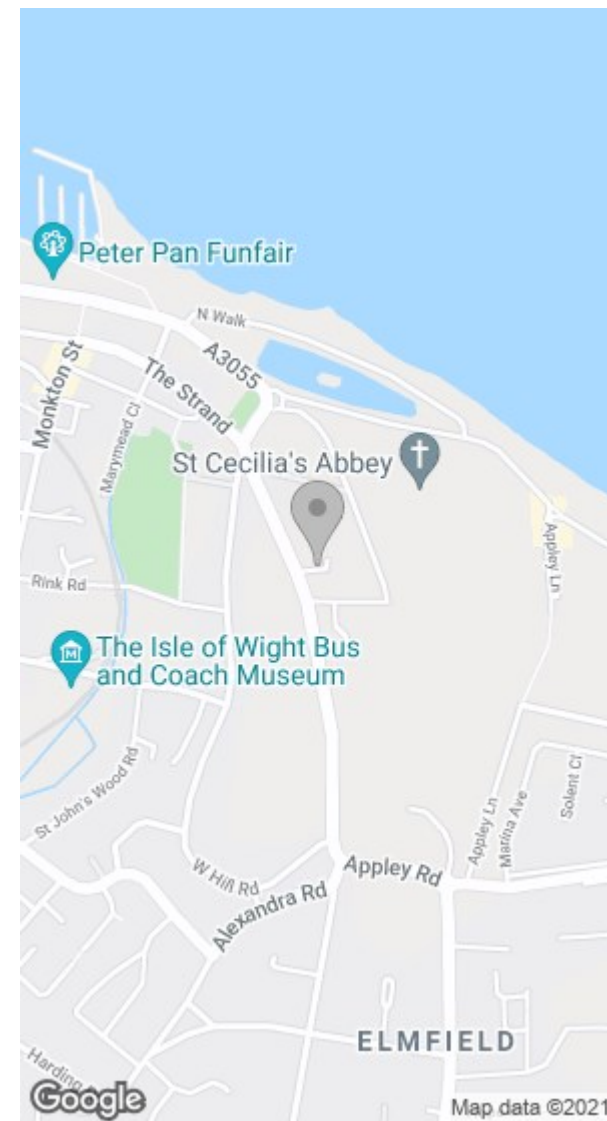 Peter Pan Funfair
N Walk
A3055
Monkton St
The Strand
Marymead Cl
St Cecilia's Abbey
Appley Ln
Rink Rd
The Isle of Wight Bus
and Coach Museum
St John's Wood Rd
Solent Cl
Appley Ln
Marina Ave
W Hill Rd
Appley Rd
Alexandra Rd
ELMFIELD
Harding
Google
Map data ©2021